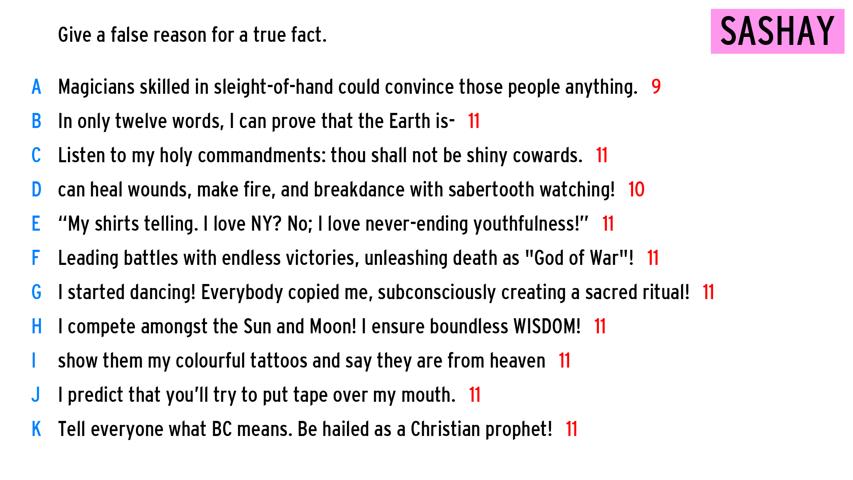 Give a false reason for a true fact.
SASHAY
A Magicians skilled in sleight-of-hand could convince those people anything. 9
B In only twelve words, I can prove that the Earth is- 11
C Listen to my holy commandments: thou shall not be shiny cowards. 11
D can heal wounds, make fire, and breakdance with sabertooth watching! 10
E “My shirts telling. I love NY? No; I love never-ending youthfulness!” 11
F Leading battles with endless victories, unleashing death as "God of War"! 11
G I started dancing! Everybody copied me, subconsciously creating a sacred ritual! 11
H I compete amongst the Sun and Moon! I ensure boundless WISDOM! 11
I show them my colourful tattoos and say they are from heaven 11
J I predict that you’ll try to put tape over my mouth. 11
K Tell everyone what BC means. Be hailed as a Christian prophet! 11